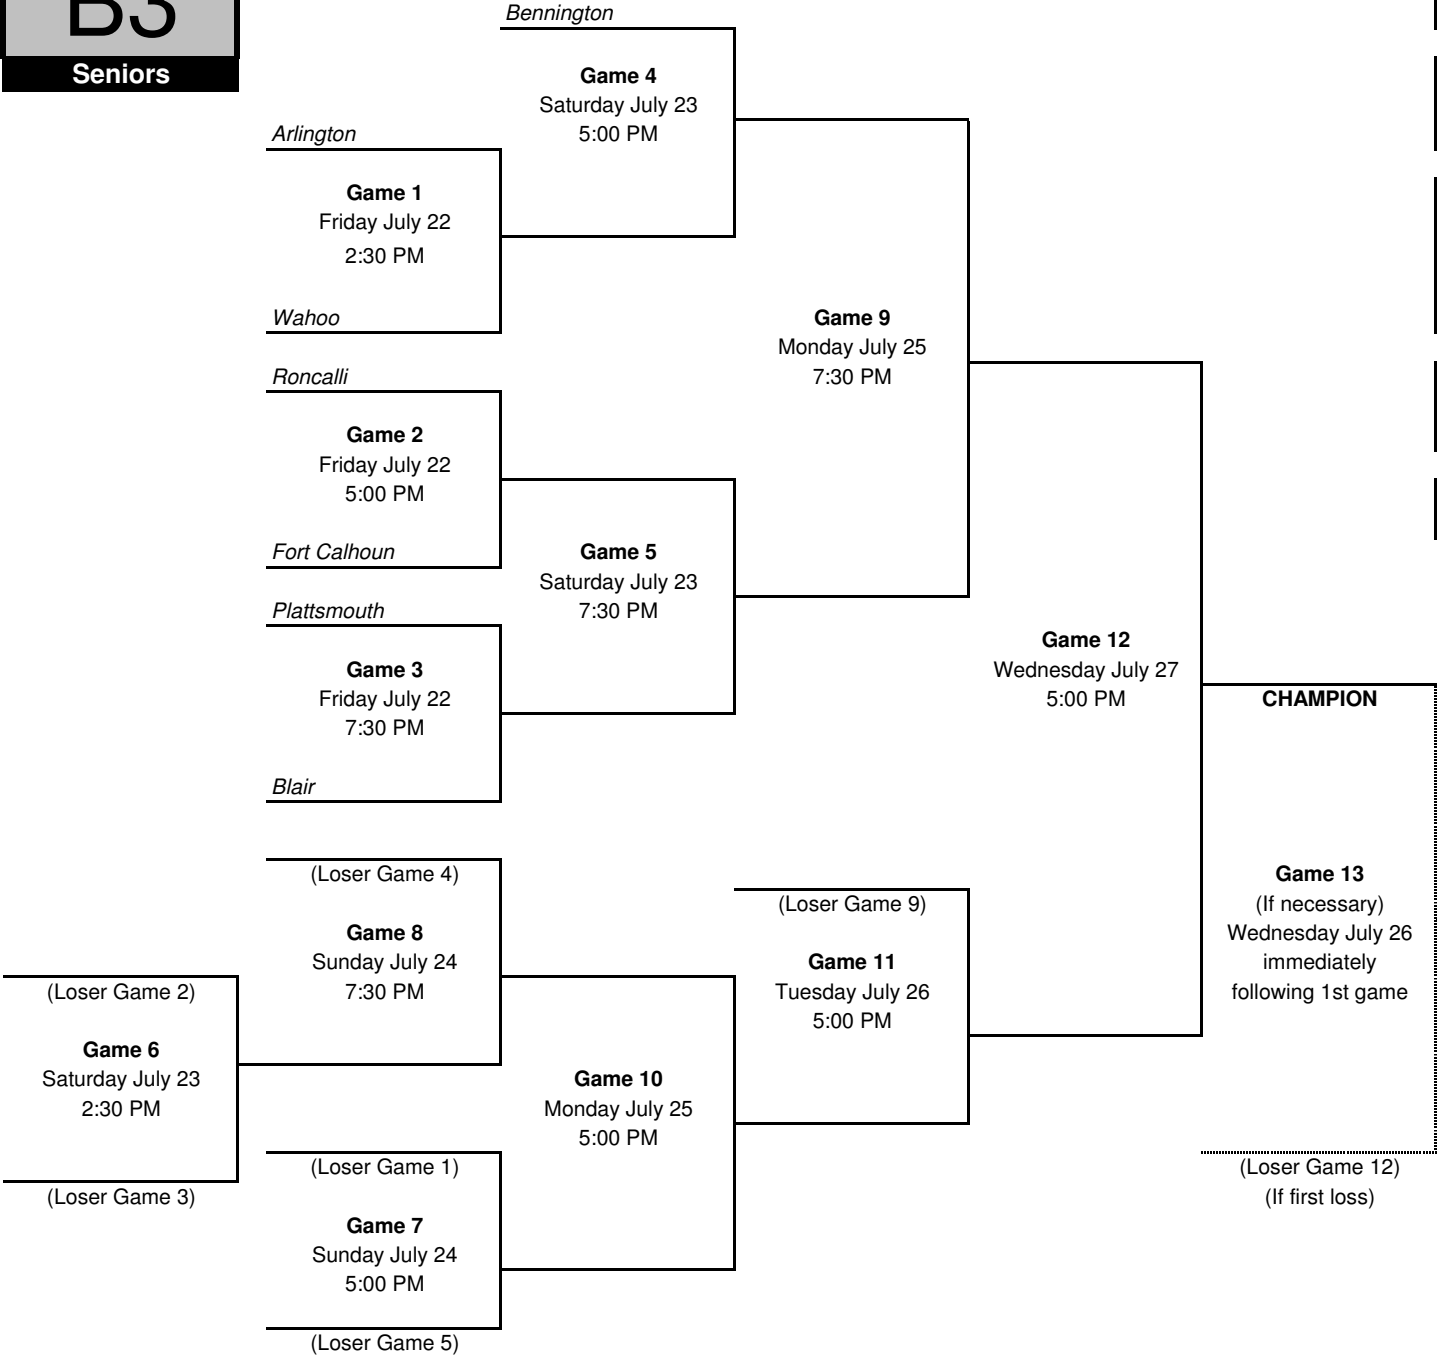 B3
Seniors
Bennington
Game 4
Saturday July 23
5:00 PM
Arlington
Game 1
Friday July 22
2:30 PM
Wahoo
Game 9
Monday July 25
7:30 PM
Roncalli
Game 2
Friday July 22
5:00 PM
Fort Calhoun
Game 5
Saturday July 23
7:30 PM
Plattsmouth
Game 3
Friday July 22
7:30 PM
Blair
Game 12
Wednesday July 27
5:00 PM
CHAMPION
(Loser Game 4)
Game 8
Sunday July 24
7:30 PM
(Loser Game 9)
Game 11
Tuesday July 26
5:00 PM
Game 13
(If necessary)
Wednesday July 26
immediately
following 1st game
(Loser Game 2)
Game 6
Saturday July 23
2:30 PM
(Loser Game 3)
Game 10
Monday July 25
5:00 PM
(Loser Game 1)
Game 7
Sunday July 24
5:00 PM
(Loser Game 5)
(Loser Game 12)
(If first loss)